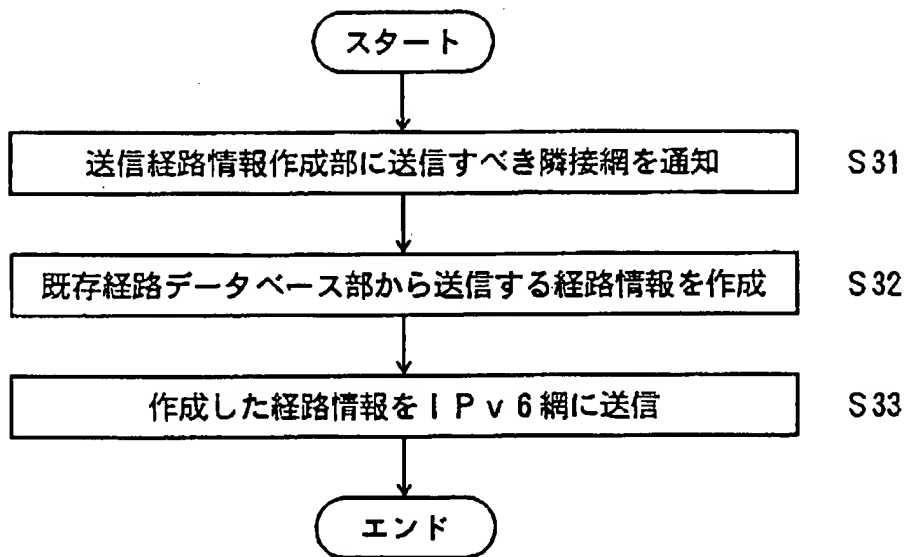 スタート
送信経路情報作成部に送信すべき隣接網を通知 S31
既存経路データベース部から送信する経路情報を作成 S32
作成した経路情報をIPv6網に送信 S33
エンド